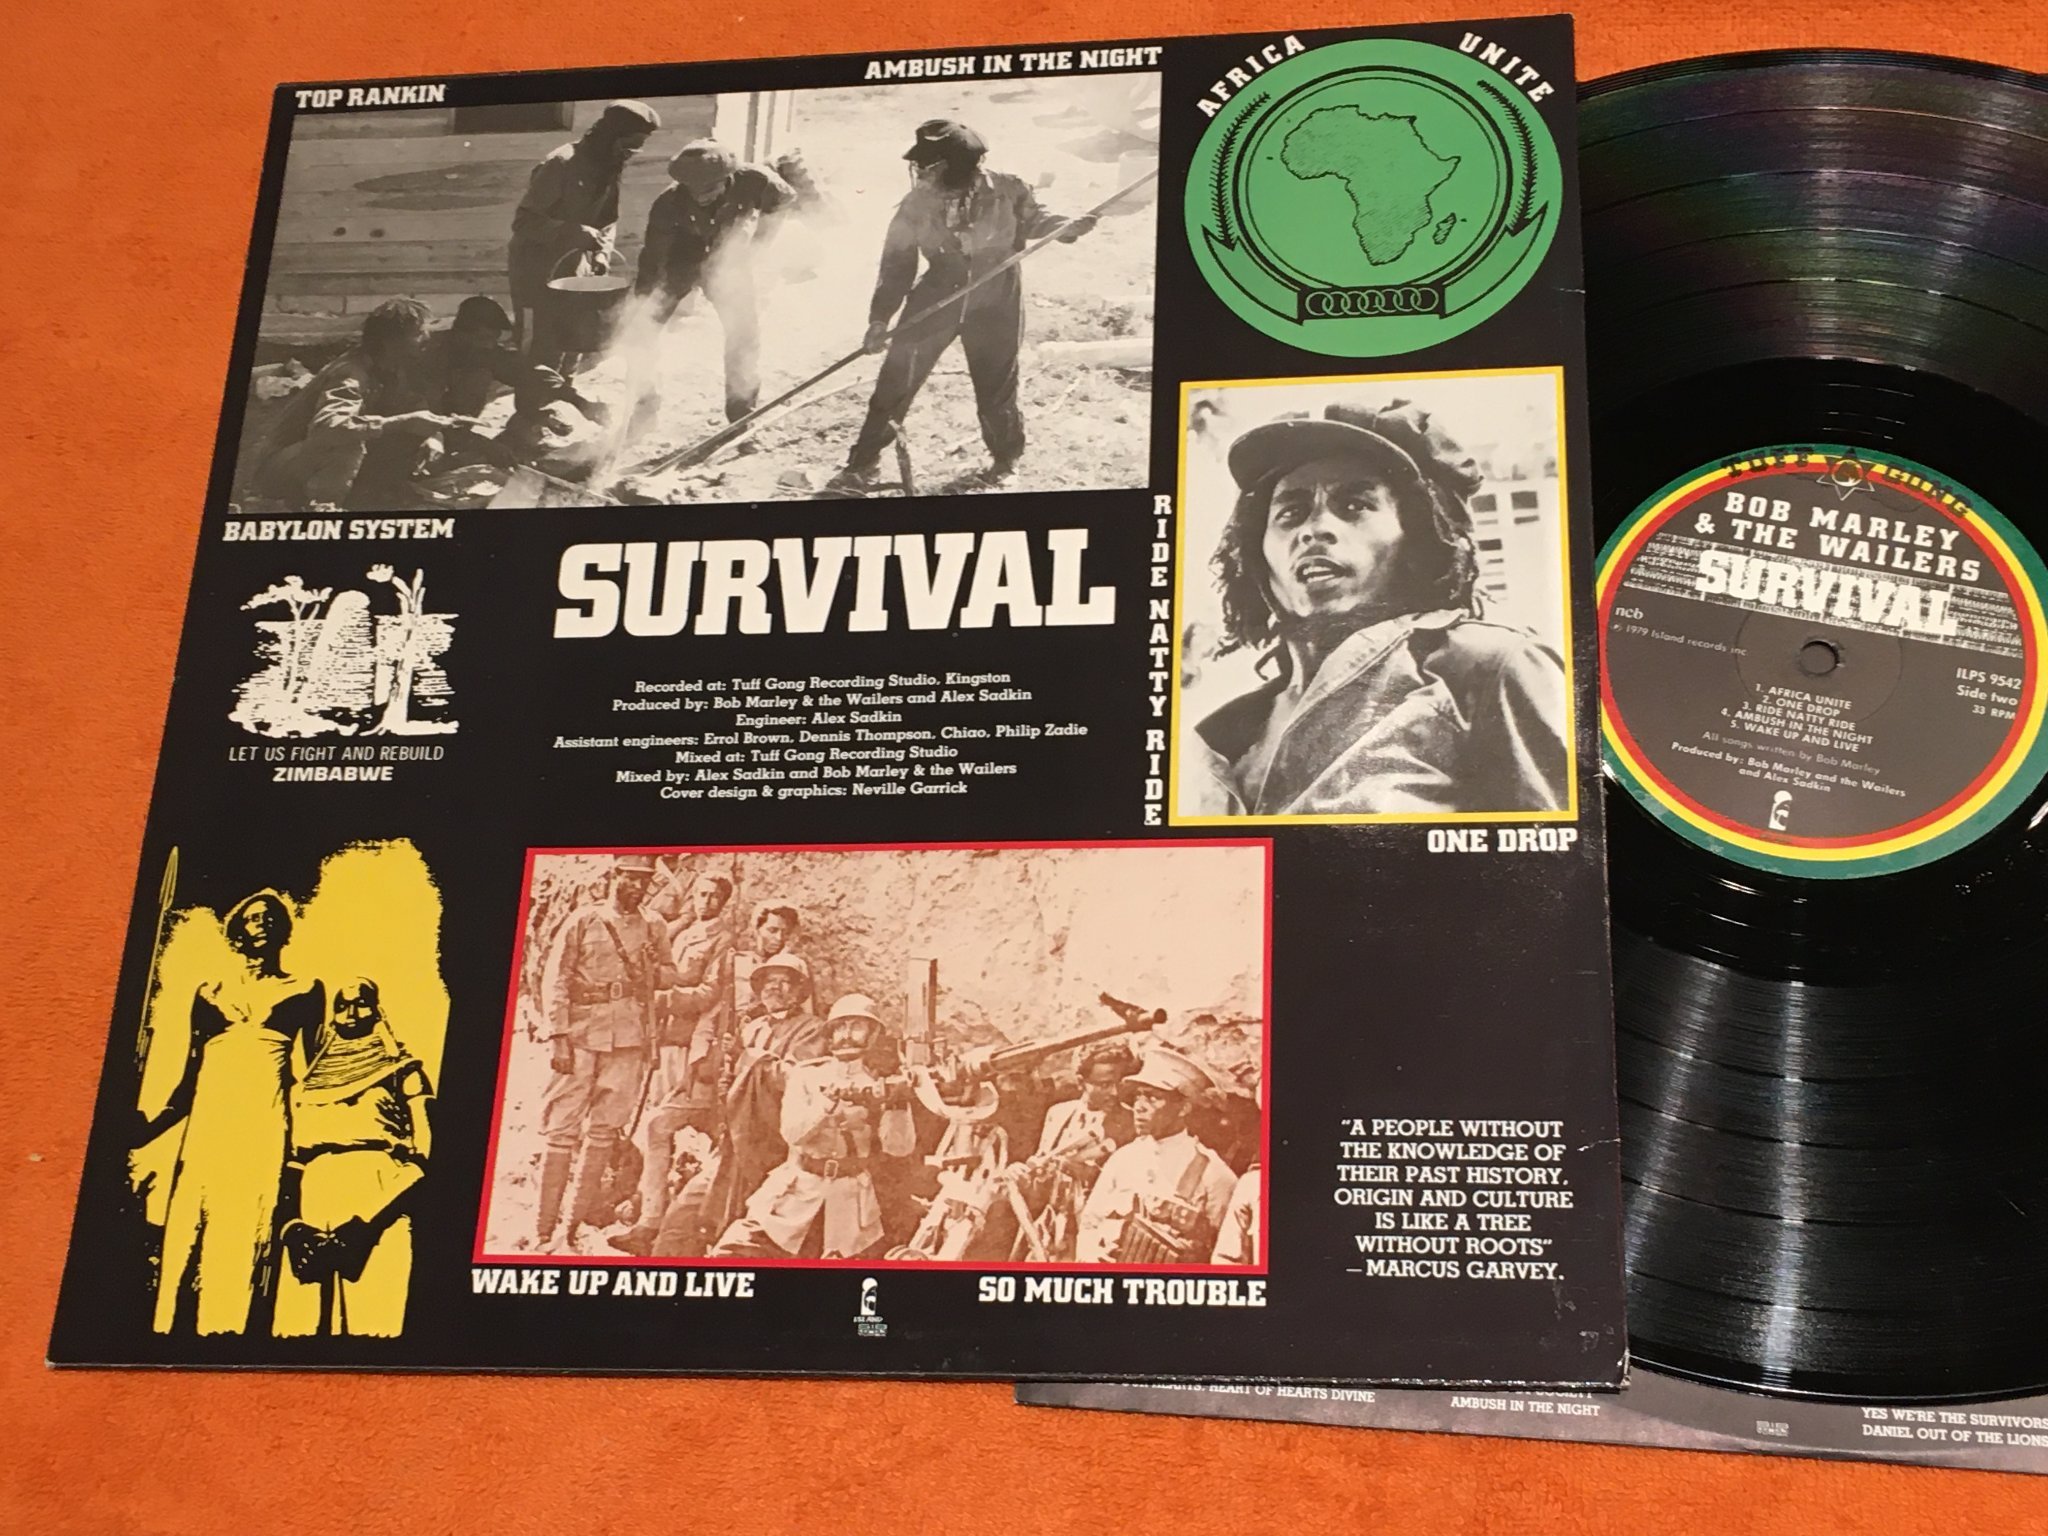 TOP RANKIN
AMBUSH IN THE NIGHT
AFRICA UNITE
BABYLON SYSTEM
SURVIVAL
RIDE NATTY RIDE
Recorded at: Tuff Gong Recording Studio, Kingston
Produced by: Bob Marley & the Wailers and Alex Sadkin
Engineer: Alex Sadkin
Assistant engineers: Errol Brown, Dennis Thompson, Chiao, Philip Zadie
Mixed at: Tuff Gong Recording Studio
Mixed by: Alex Sadkin and Bob Marley & the Wailers
Cover design & graphics: Neville Garrick
LET US FIGHT AND REBUILD
ZIMBABWE
ONE DROP
"A PEOPLE WITHOUT
THE KNOWLEDGE OF
THEIR PAST HISTORY,
ORIGIN AND CULTURE
IS LIKE A TREE
WITHOUT ROOTS"
—MARCUS GARVEY.
WAKE UP AND LIVE
SO MUCH TROUBLE
ISLAND
TUFF GONG
BOB MARLEY
& THE WAILERS
SURVIVAL
ncb
℗ 1979 Island records inc
ILPS 9542
Side two
33 RPM
1. AFRICA UNITE
2. ONE DROP
3. RIDE NATTY RIDE
4. AMBUSH IN THE NIGHT
5. WAKE UP AND LIVE
All songs written by Bob Marley
Produced by: Bob Marley and the Wailers
and Alex Sadkin
HEARTS, HEART OF HEARTS DIVINE
SOCIETY
AMBUSH IN THE NIGHT
YES WE'RE THE SURVIVORS
DANIEL OUT OF THE LIONS